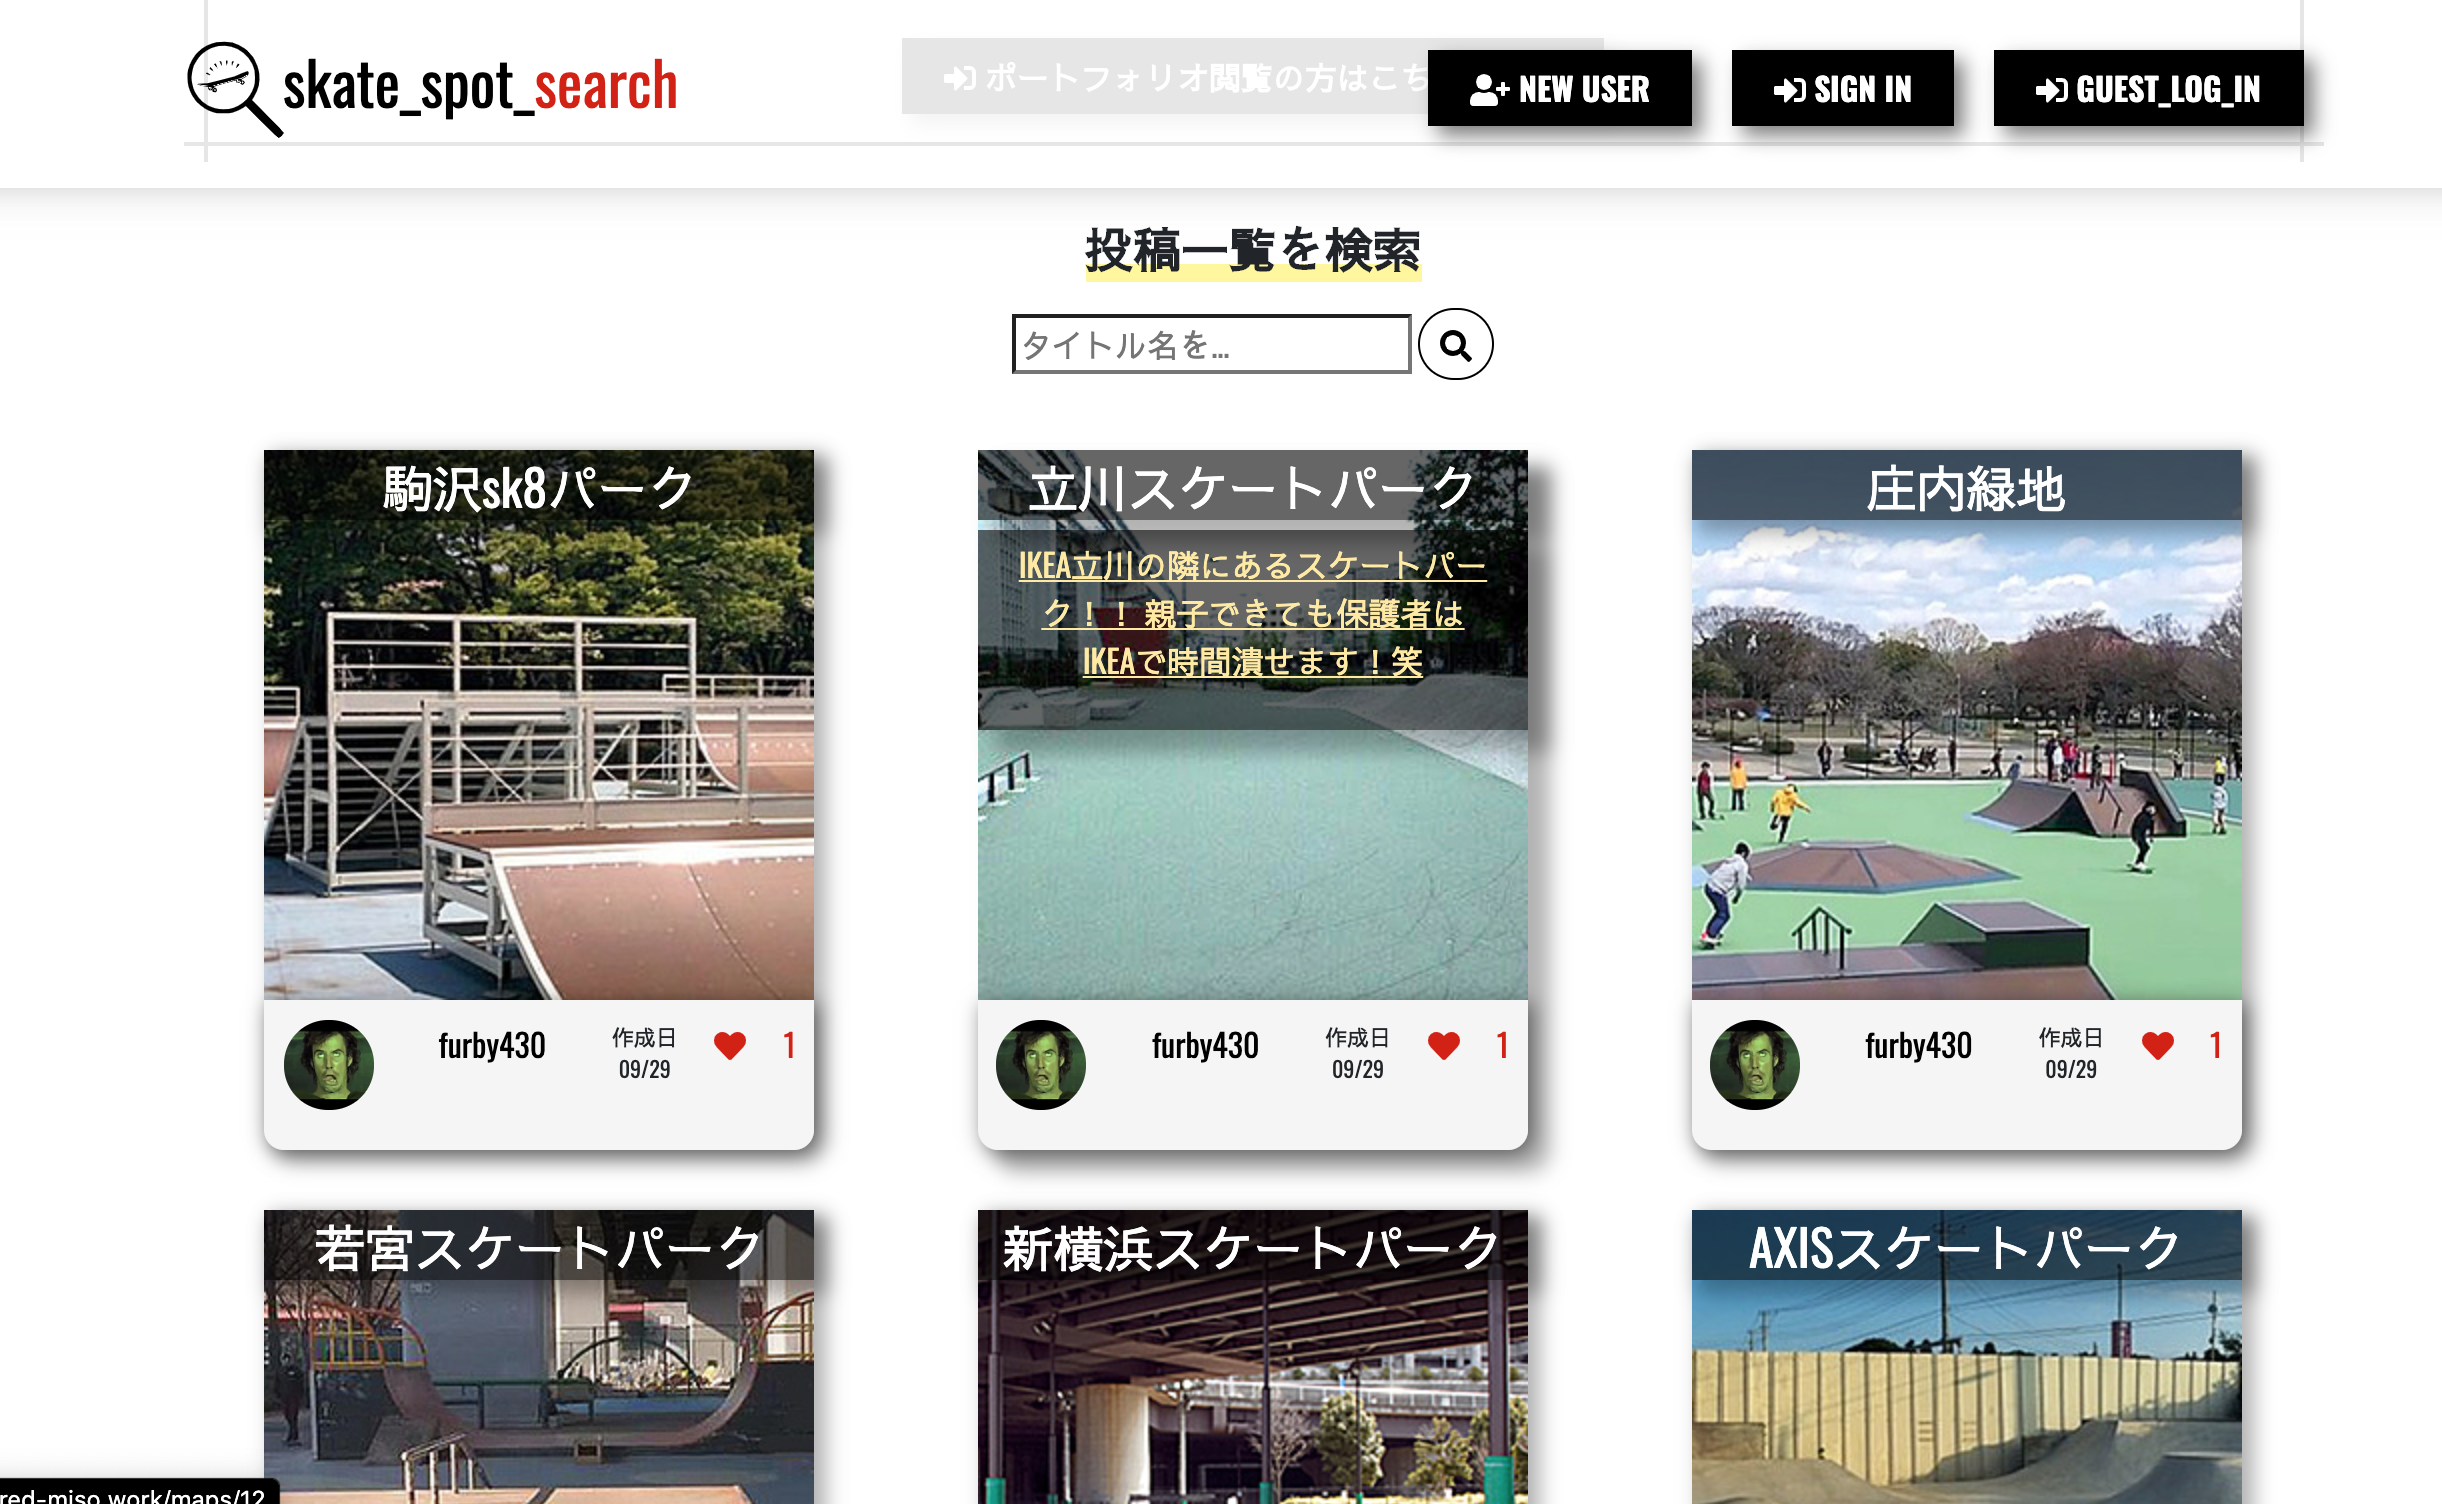 skate_spot_search
ポートフォリオ閲覧の方はこち
NEW USER
SIGN IN
GUEST_LOG_IN
投稿一覧を検索
タイトル名を...
駒沢sk8パーク
立川スケートパーク
庄内緑地
IKEA立川の隣にあるスケートパー
ク！！ 親子できても保護者は
IKEAで時間潰せます！笑
furby430
作成日
09/29
1
furby430
作成日
09/29
1
furby430
作成日
09/29
1
若宮スケートパーク
新横浜スケートパーク
AXISスケートパーク
red-miso.work/maps/12